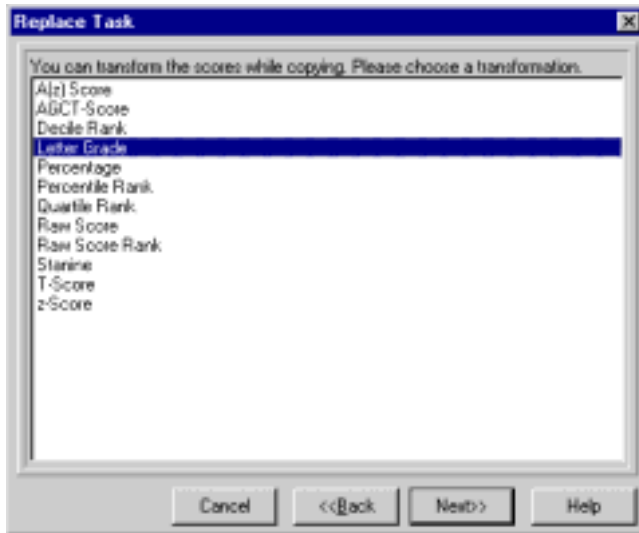 Replace Task
You can transform the scores while copying. Please choose a transformation.
A(z) Score
AGCT-Score
Decile Rank
Letter Grade
Percentage
Percentile Rank
Quartile Rank
Raw Score
Raw Score Rank
Stanine
T-Score
z-Score
Cancel <<Back Next>> Help